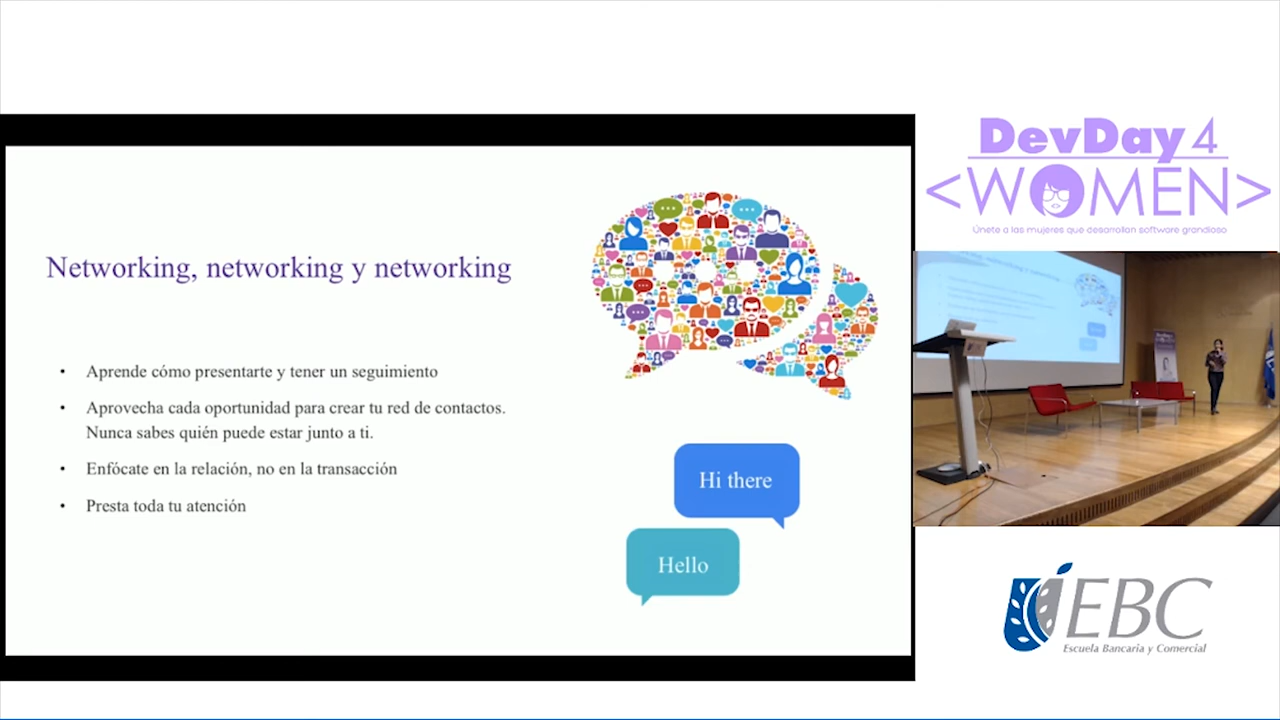 Networking, networking y networking
• Aprende cómo presentarte y tener un seguimiento
• Aprovecha cada oportunidad para crear tu red de contactos.
Nunca sabes quién puede estar junto a ti.
• Enfócate en la relación, no en la transacción
• Presta toda tu atención
Hi there
Hello
DevDay4
<WOMEN>
Únete a las mujeres que desarrollan software grandioso
EBC
Escuela Bancaria y Comercial